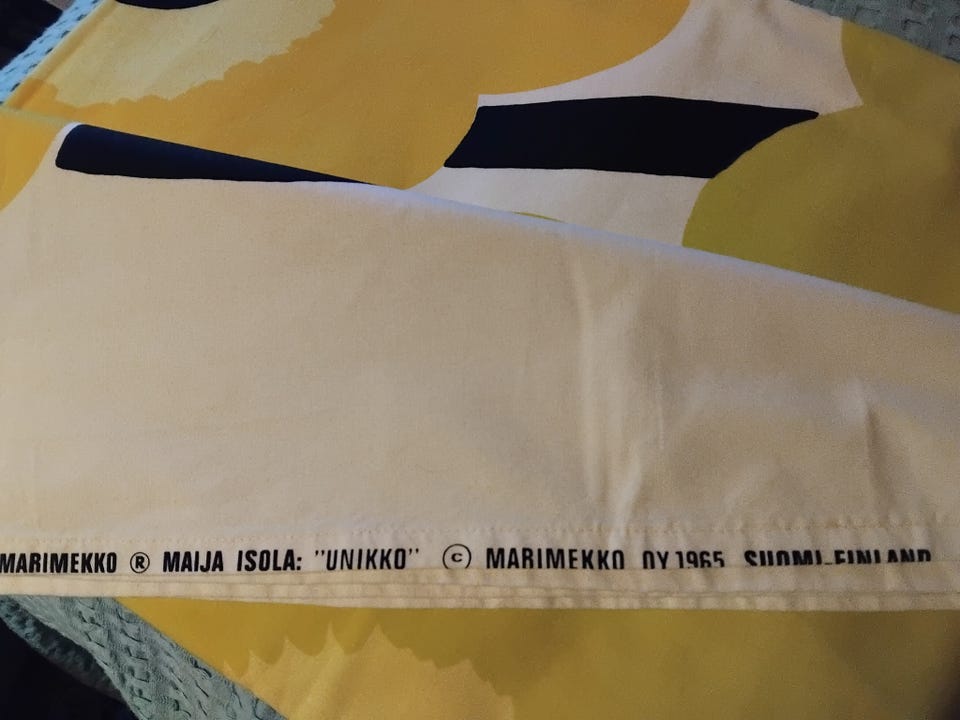 MARIMEKKO ® MAIJA ISOLA: "UNIKKO" © MARIMEKKO OY 1965 SUOMI-FINLAND